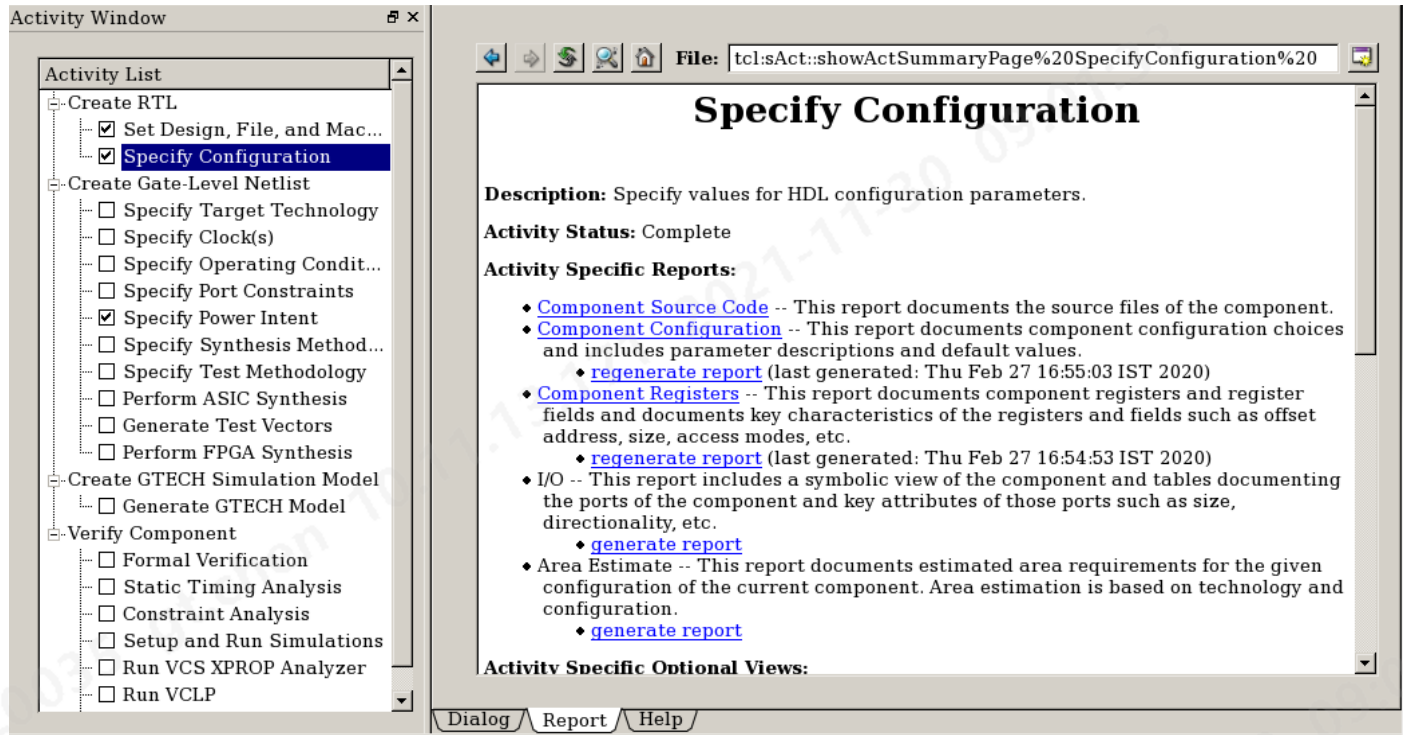 Activity Window
Activity List
Create RTL
Set Design, File, and Mac...
Specify Configuration
Create Gate-Level Netlist
Specify Target Technology
Specify Clock(s)
Specify Operating Condit...
Specify Port Constraints
Specify Power Intent
Specify Synthesis Method...
Specify Test Methodology
Perform ASIC Synthesis
Generate Test Vectors
Perform FPGA Synthesis
Create GTECH Simulation Model
Generate GTECH Model
Verify Component
Formal Verification
Static Timing Analysis
Constraint Analysis
Setup and Run Simulations
Run VCS XPROP Analyzer
Run VCLP
File: tcl:sAct::showActSummaryPage%20SpecifyConfiguration%20
Specify Configuration
Description: Specify values for HDL configuration parameters.
Activity Status: Complete
Activity Specific Reports:
Component Source Code -- This report documents the source files of the component.
Component Configuration -- This report documents component configuration choices
and includes parameter descriptions and default values.
regenerate report (last generated: Thu Feb 27 16:55:03 IST 2020)
Component Registers -- This report documents component registers and register
fields and documents key characteristics of the registers and fields such as offset
address, size, access modes, etc.
regenerate report (last generated: Thu Feb 27 16:54:53 IST 2020)
I/O -- This report includes a symbolic view of the component and tables documenting
the ports of the component and key attributes of those ports such as size,
directionality, etc.
generate report
Area Estimate -- This report documents estimated area requirements for the given
configuration of the current component. Area estimation is based on technology and
configuration.
generate report
Activity Specific Optional Views:
Dialog
Report
Help